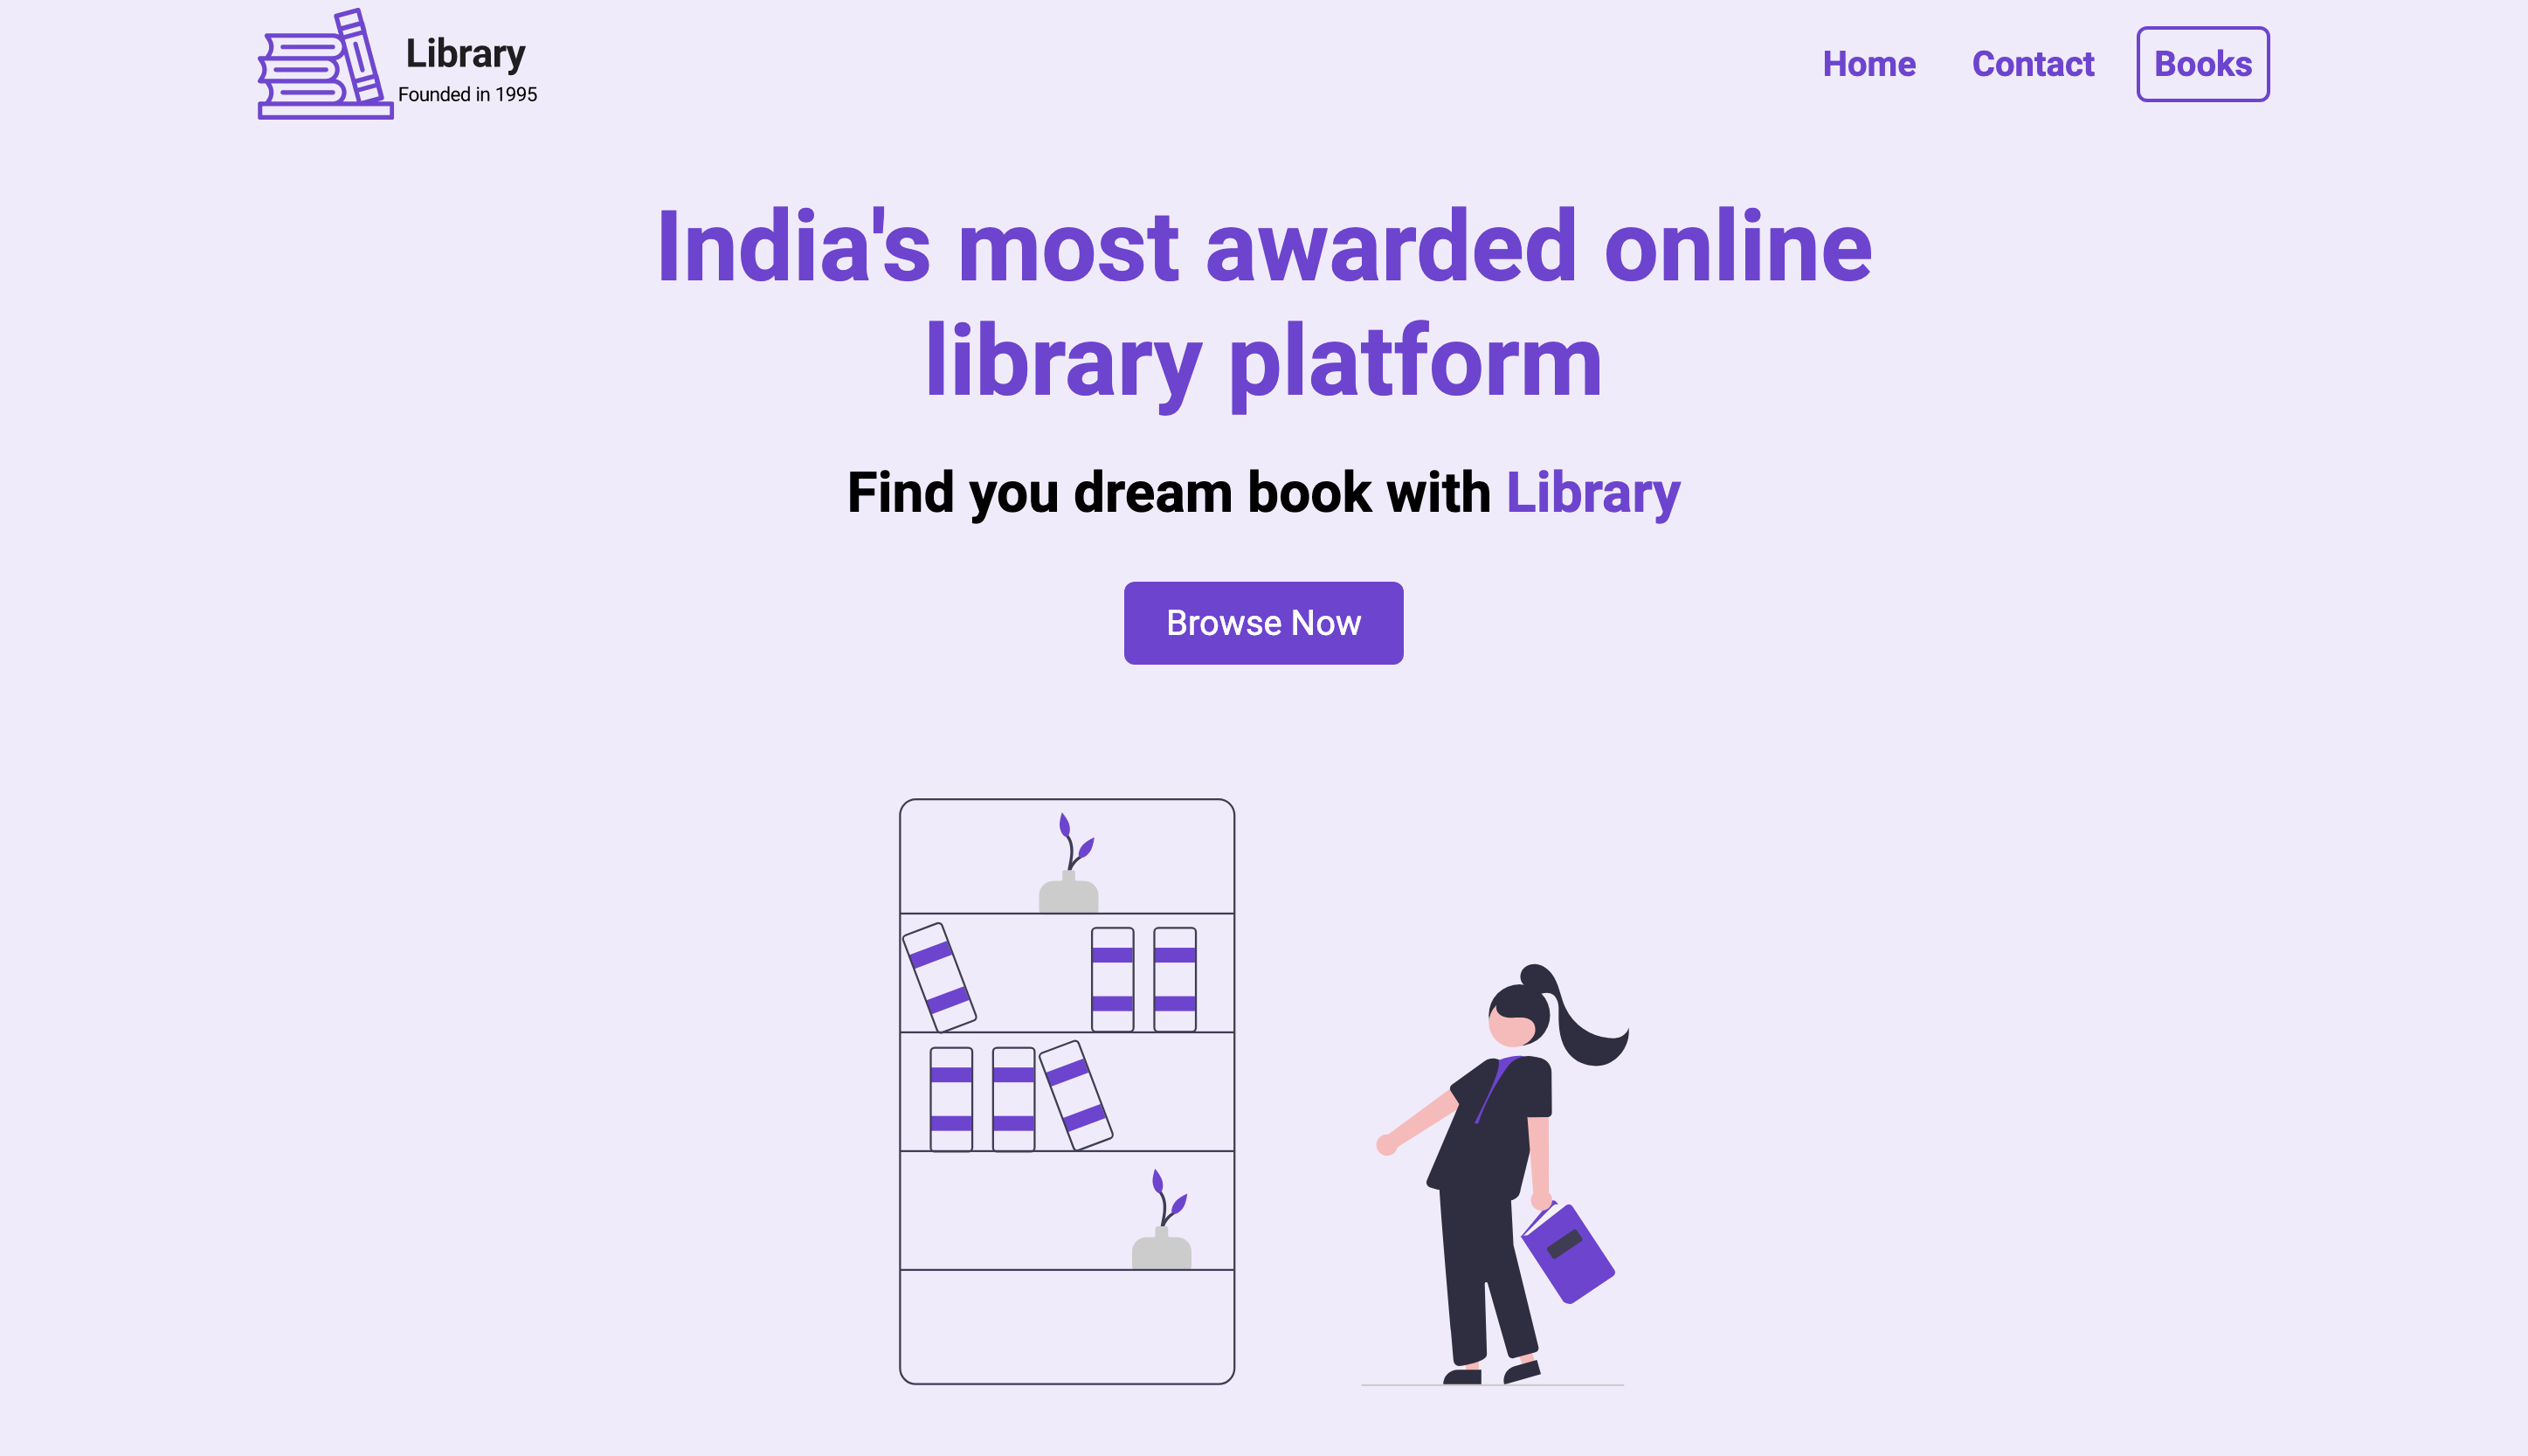 Library
Founded in 1995
Home Contact Books
India's most awarded online
library platform
Find you dream book with Library
Browse Now